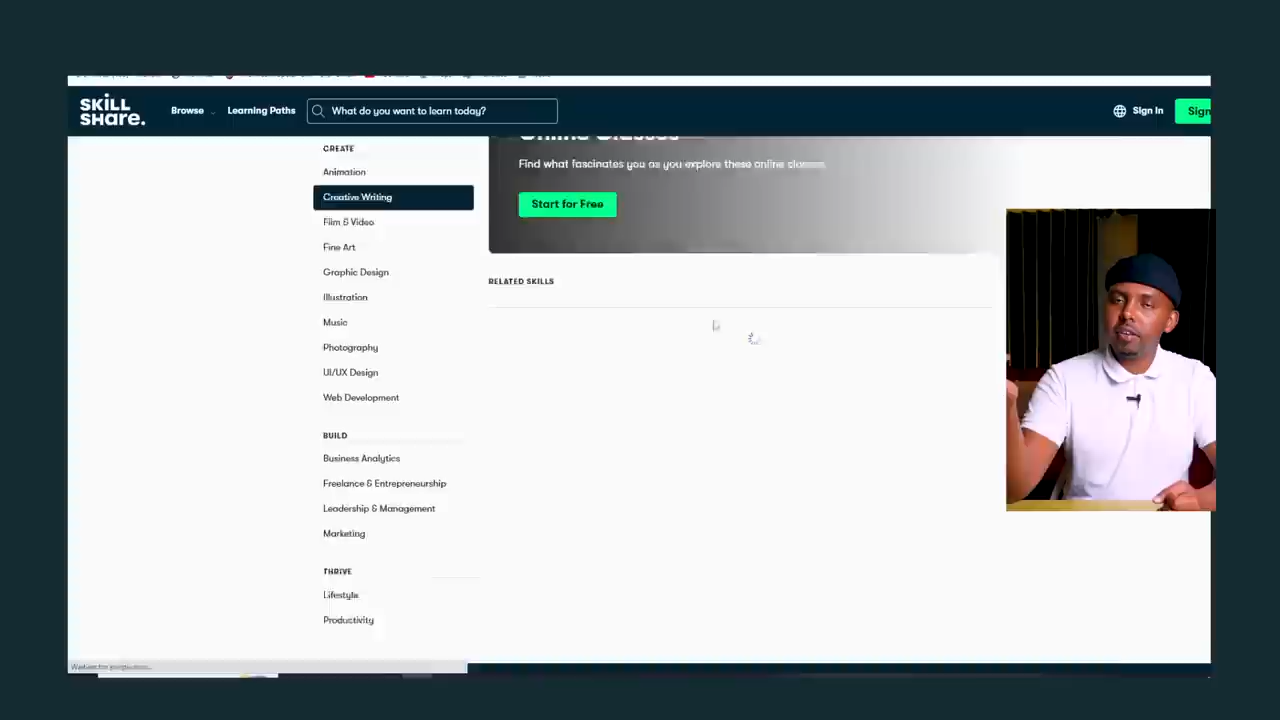 SKILL
SHARE.
Browse
Learning Paths
What do you want to learn today?
Sign In
Sign
CREATE
Animation
Creative Writing
Film & Video
Fine Art
Graphic Design
Illustration
Music
Photography
UI/UX Design
Web Development
BUILD
Business Analytics
Freelance & Entrepreneurship
Leadership & Management
Marketing
THRIVE
Lifestyle
Productivity
Online Classes
Find what fascinates you as you explore these online classes
Start for Free
RELATED SKILLS